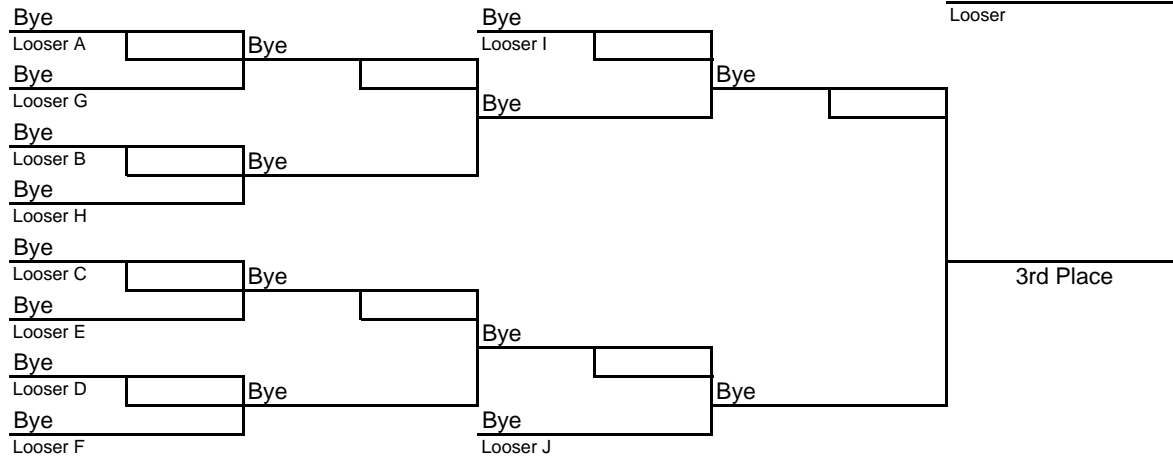 Bye
Looser A
Bye
Looser G
Bye
Looser B
Bye
Looser H
Bye
Looser C
Bye
Looser E
Bye
Looser D
Bye
Looser F
Bye
Bye
Bye
Bye
Bye
Looser I
Bye
Bye
Bye
Looser J
Bye
Bye
Looser
3rd Place